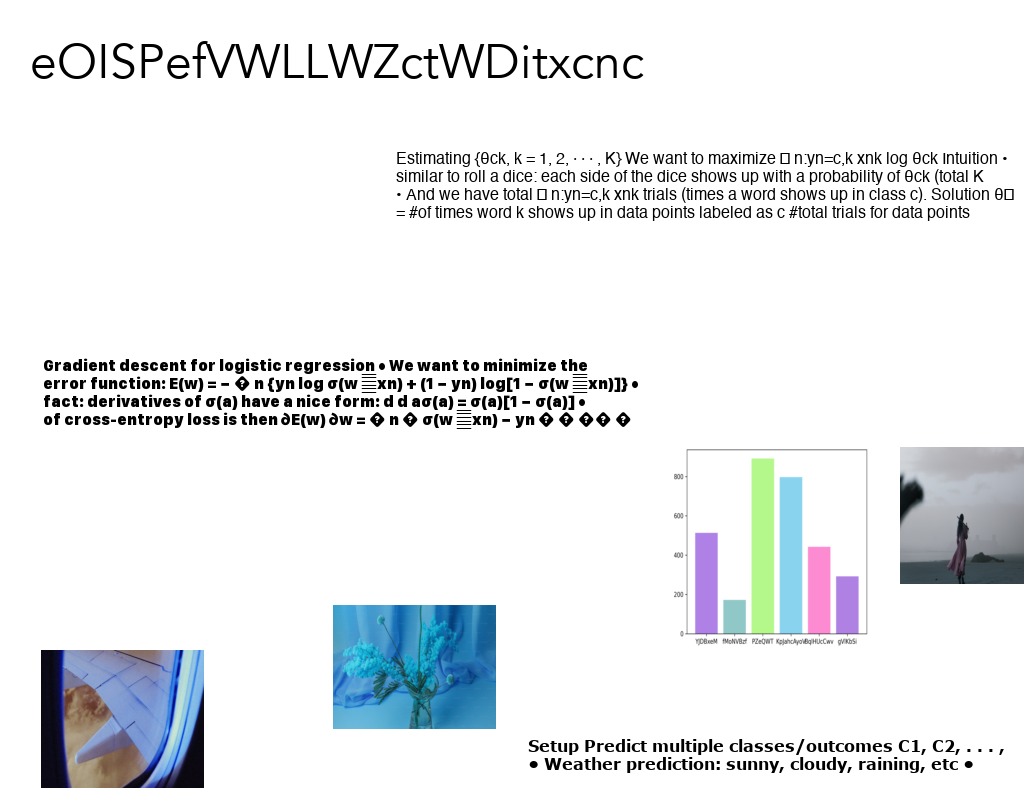 eOISPefVWLLWZctWDitxcnc
Estimating {θck, k = 1, 2, · · · , K} We want to maximize □ n:yn=c,k xnk log θck Intuition •
similar to roll a dice: each side of the dice shows up with a probability of θck (total K
• And we have total □ n:yn=c,k xnk trials (times a word shows up in class c). Solution θ□
= #of times word k shows up in data points labeled as c #total trials for data points
Gradient descent for logistic regression • We want to minimize the
error function: E(w) = − � n {yn log σ(w xn) + (1 − yn) log[1 − σ(w xn)]} •
fact: derivatives of σ(a) have a nice form: d d aσ(a) = σ(a)[1 − σ(a)] •
of cross-entropy loss is then ∂E(w) ∂w = � n � σ(w xn) − yn � � �� �
800
600
400
200
0
YJDBxeM fMoNVBzf PZeQWT gVlKbSi
Setup Predict multiple classes/outcomes C1, C2, . . . ,
• Weather prediction: sunny, cloudy, raining, etc •